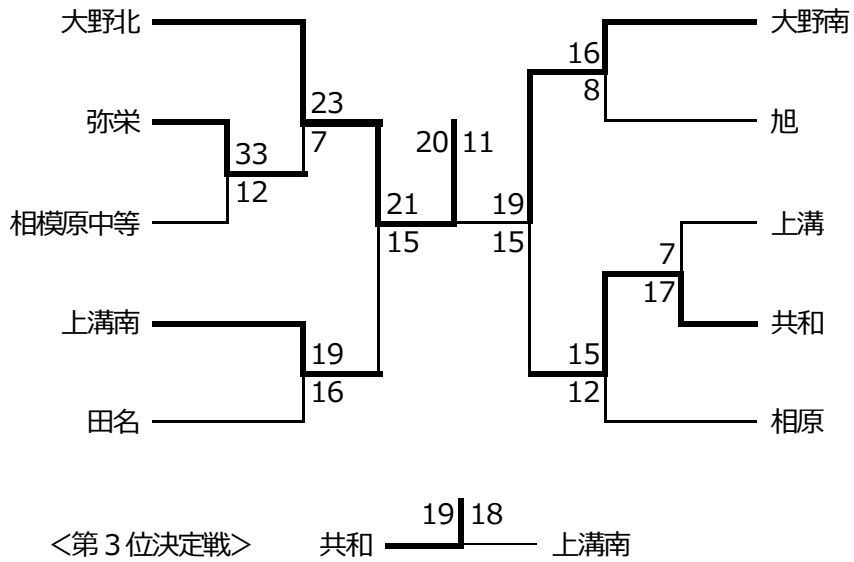 大野北
大野南
16
8
23
7
弥栄
旭
33
12
20 11
相模原中等
21
15
19
15
上溝
7
17
上溝南
共和
19
16
15
12
田名
相原
19 18
<第3位決定戦> 共和 上溝南